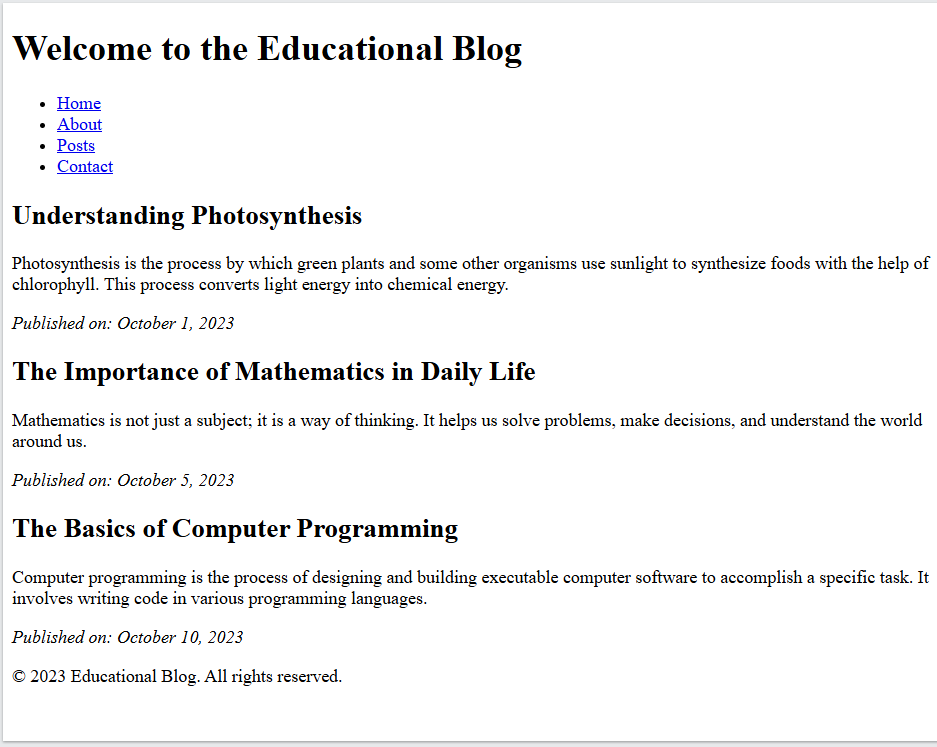 Welcome to the Educational Blog
Home
About
Posts
Contact
Understanding Photosynthesis
Photosynthesis is the process by which green plants and some other organisms use sunlight to synthesize foods with the help of
chlorophyll. This process converts light energy into chemical energy.
Published on: October 1, 2023
The Importance of Mathematics in Daily Life
Mathematics is not just a subject; it is a way of thinking. It helps us solve problems, make decisions, and understand the world
around us.
Published on: October 5, 2023
The Basics of Computer Programming
Computer programming is the process of designing and building executable computer software to accomplish a specific task. It
involves writing code in various programming languages.
Published on: October 10, 2023
© 2023 Educational Blog. All rights reserved.